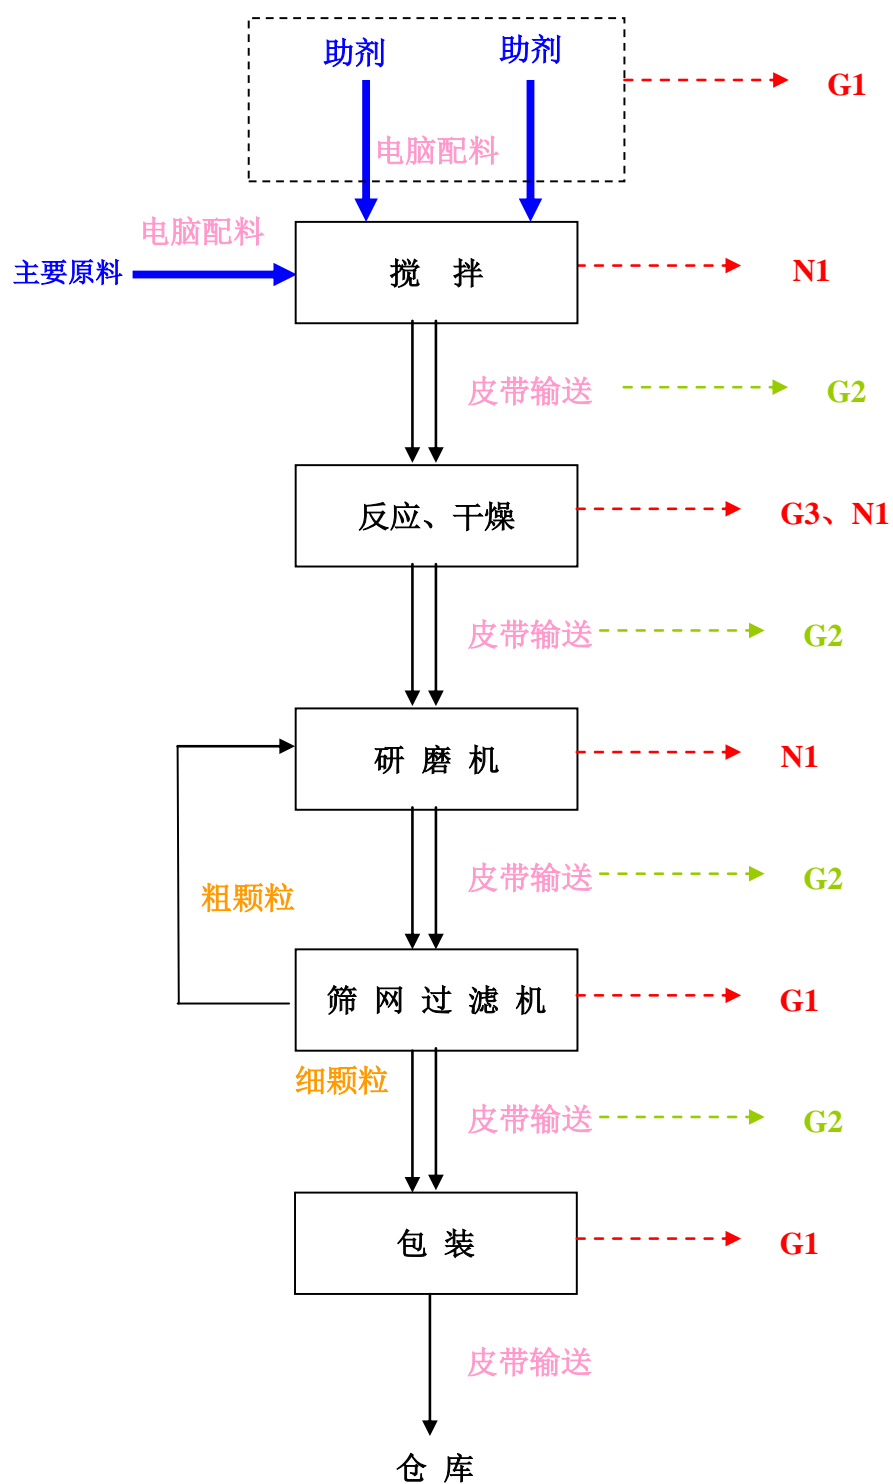 助剂 助剂
G1
电脑配料
电脑配料
主要原料
搅 拌
N1
皮带输送
G2
反应、干燥
G3、N1
皮带输送
G2
研 磨 机
N1
粗颗粒
皮带输送
G2
筛 网 过 滤 机
G1
细颗粒
皮带输送
G2
包 装
G1
皮带输送
仓 库